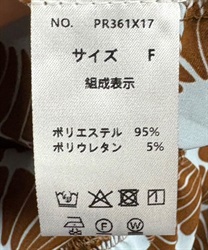 NO. PR361X17
サイズ F
組成表示
ポリエステル 95%
ポリウレタン 5%
F W